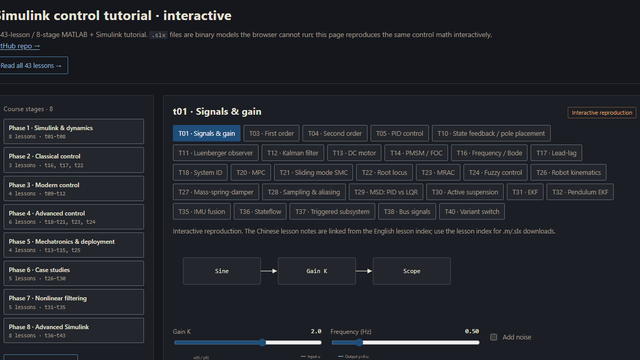 Simulink control tutorial · interactive
43-lesson / 8-stage MATLAB + Simulink tutorial. .slx files are binary models the browser cannot run; this page reproduces the same control math interactively.
tHub repo →
Read all 43 lessons →
Course stages · 8
Phase 1 · Simulink & dynamics
8 lessons · t01-t08
Phase 2 · Classical control
3 lessons · t16, t17, t22
Phase 3 · Modern control
4 lessons · t09-t12
Phase 4 · Advanced control
6 lessons · t18-t21, t23, t24
Phase 5 · Mechatronics & deployment
4 lessons · t13-t15, t25
Phase 6 · Case studies
5 lessons · t26-t30
Phase 7 · Nonlinear filtering
5 lessons · t31-t35
Phase 8 · Advanced Simulink
8 lessons · t36-t43
t01 · Signals & gain
Interactive reproduction
T01 · Signals & gain
T03 · First order
T04 · Second order
T05 · PID control
T10 · State feedback / pole placement
T11 · Luenberger observer
T12 · Kalman filter
T13 · DC motor
T14 · PMSM / FOC
T16 · Frequency / Bode
T17 · Lead-lag
T18 · System ID
T20 · MPC
T21 · Sliding mode SMC
T22 · Root locus
T23 · MRAC
T24 · Fuzzy control
T26 · Robot kinematics
T27 · Mass-spring-damper
T28 · Sampling & aliasing
T29 · MSD: PID vs LQR
T30 · Active suspension
T31 · EKF
T32 · Pendulum EKF
T35 · IMU fusion
T36 · Stateflow
T37 · Triggered subsystem
T38 · Bus signals
T40 · Variant switch
Interactive reproduction. The Chinese lesson notes are linked from the English lesson index; use the lesson index for .m/.slx downloads.
Sine
Gain K
Scope
Gain K
2.0
Frequency (Hz)
0.50
Add noise